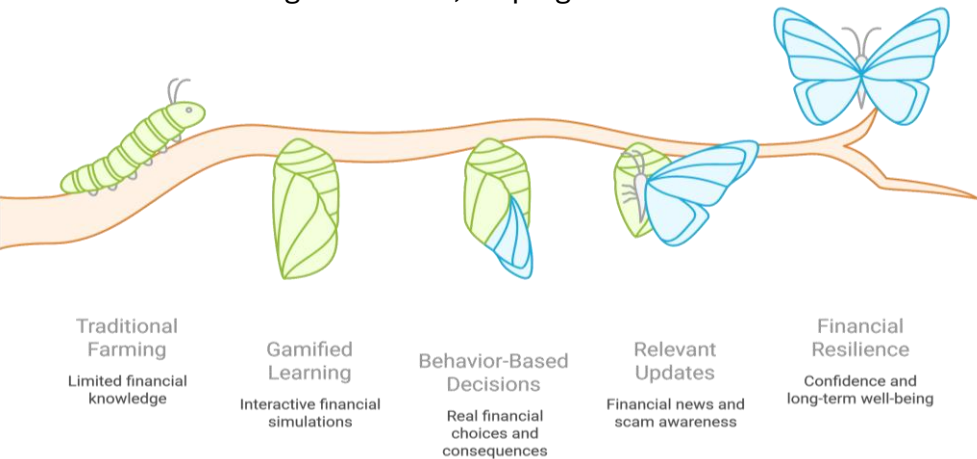 Traditional
Farming
Limited financial
knowledge
Gamified
Learning
Interactive financial
simulations
Behavior-Based
Decisions
Real financial
choices and
consequences
Relevant
Updates
Financial news and
scam awareness
Financial
Resilience
Confidence and
long-term well-being